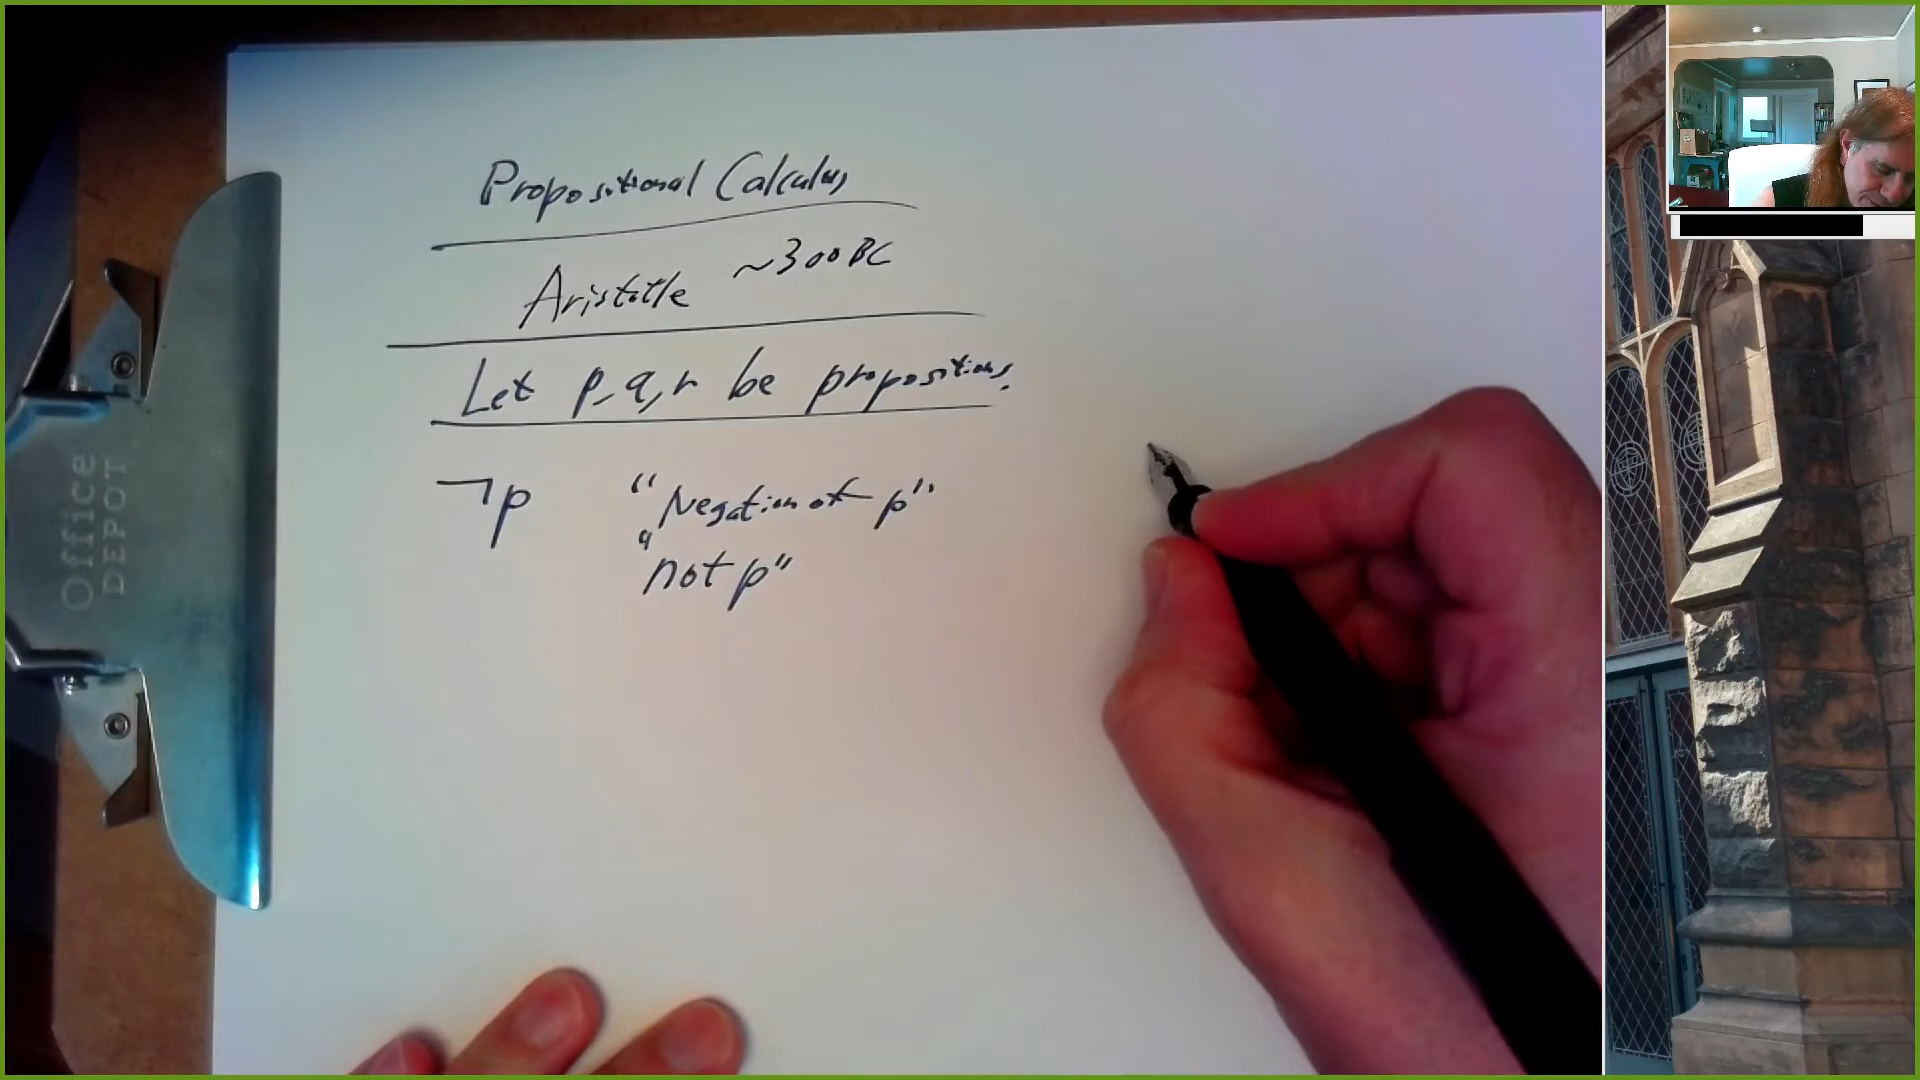 Propositional Calculus
Aristotle ~300BC
Let p, q, r be propositions.
¬p "Negation of p"
"not p"
Office
DEPOT